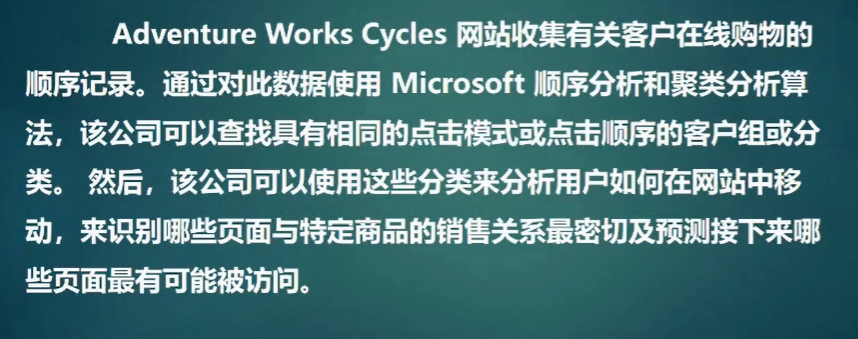 Adventure Works Cycles 网站收集有关客户在线购物的
顺序记录。通过对此数据使用 Microsoft 顺序分析和聚类分析算
法，该公司可以查找具有相同的点击模式或点击顺序的客户组或分
类。 然后，该公司可以使用这些分类来分析用户如何在网站中移
动，来识别哪些页面与特定商品的销售关系最密切及预测接下来哪
些页面最有可能被访问。